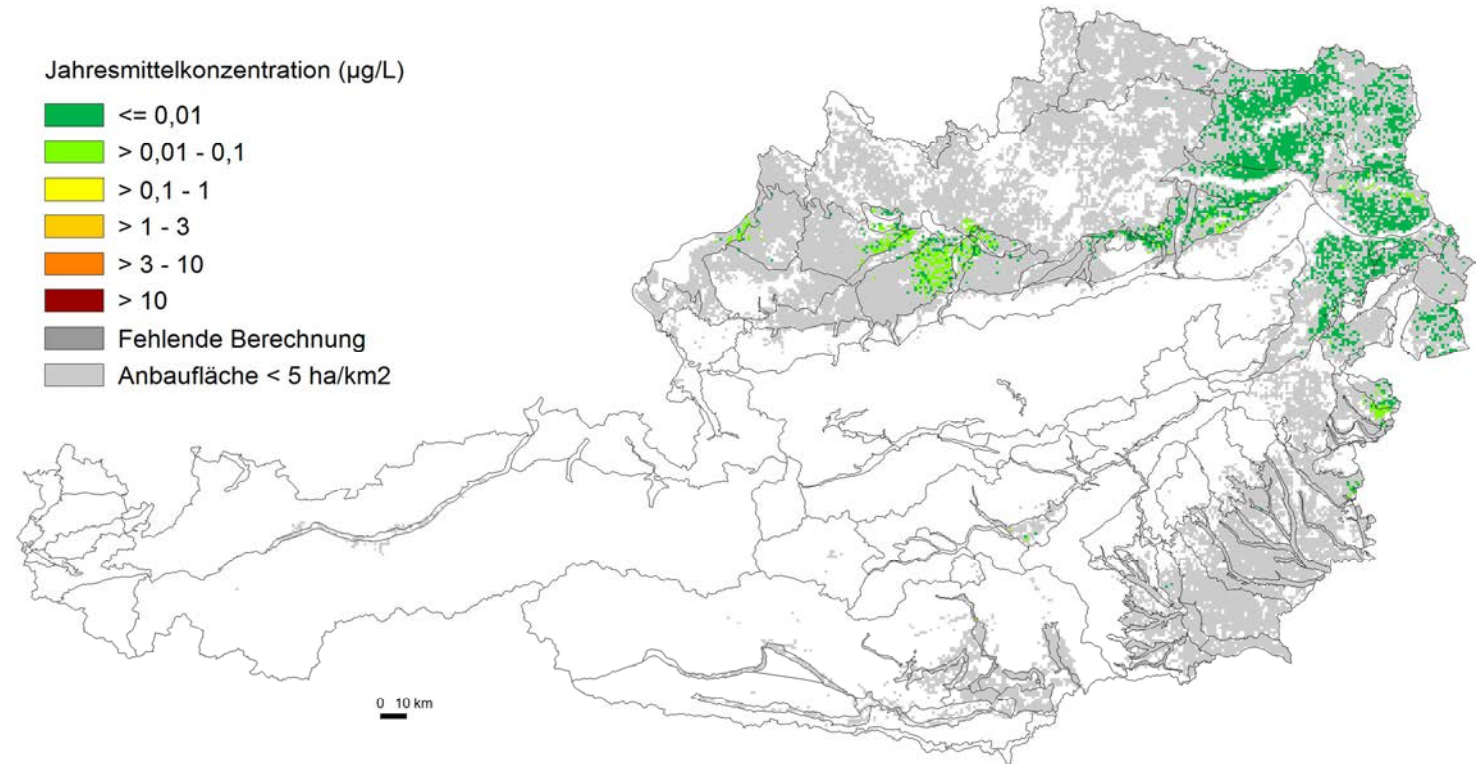 Jahresmittelkonzentration (µg/L)
<= 0,01
> 0,01 - 0,1
> 0,1 - 1
> 1 - 3
> 3 - 10
> 10
Fehlende Berechnung
Anbaufläche < 5 ha/km2
0 10 km